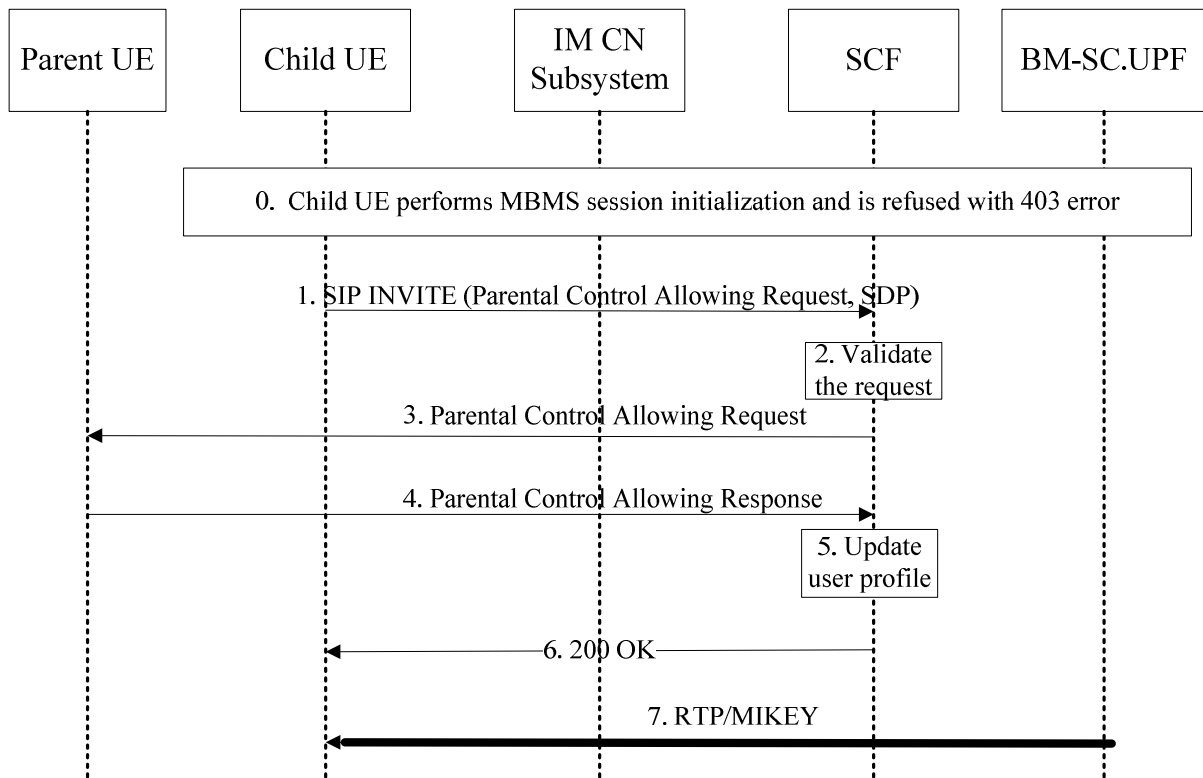 Parent UE
Child UE
IM CN
Subsystem
SCF
BM-SC.UPF
0. Child UE performs MBMS session initialization and is refused with 403 error
1. SIP INVITE (Parental Control Allowing Request, SDP)
2. Validate
the request
3. Parental Control Allowing Request
4. Parental Control Allowing Response
5. Update
user profile
6. 200 OK
7. RTP/MIKEY